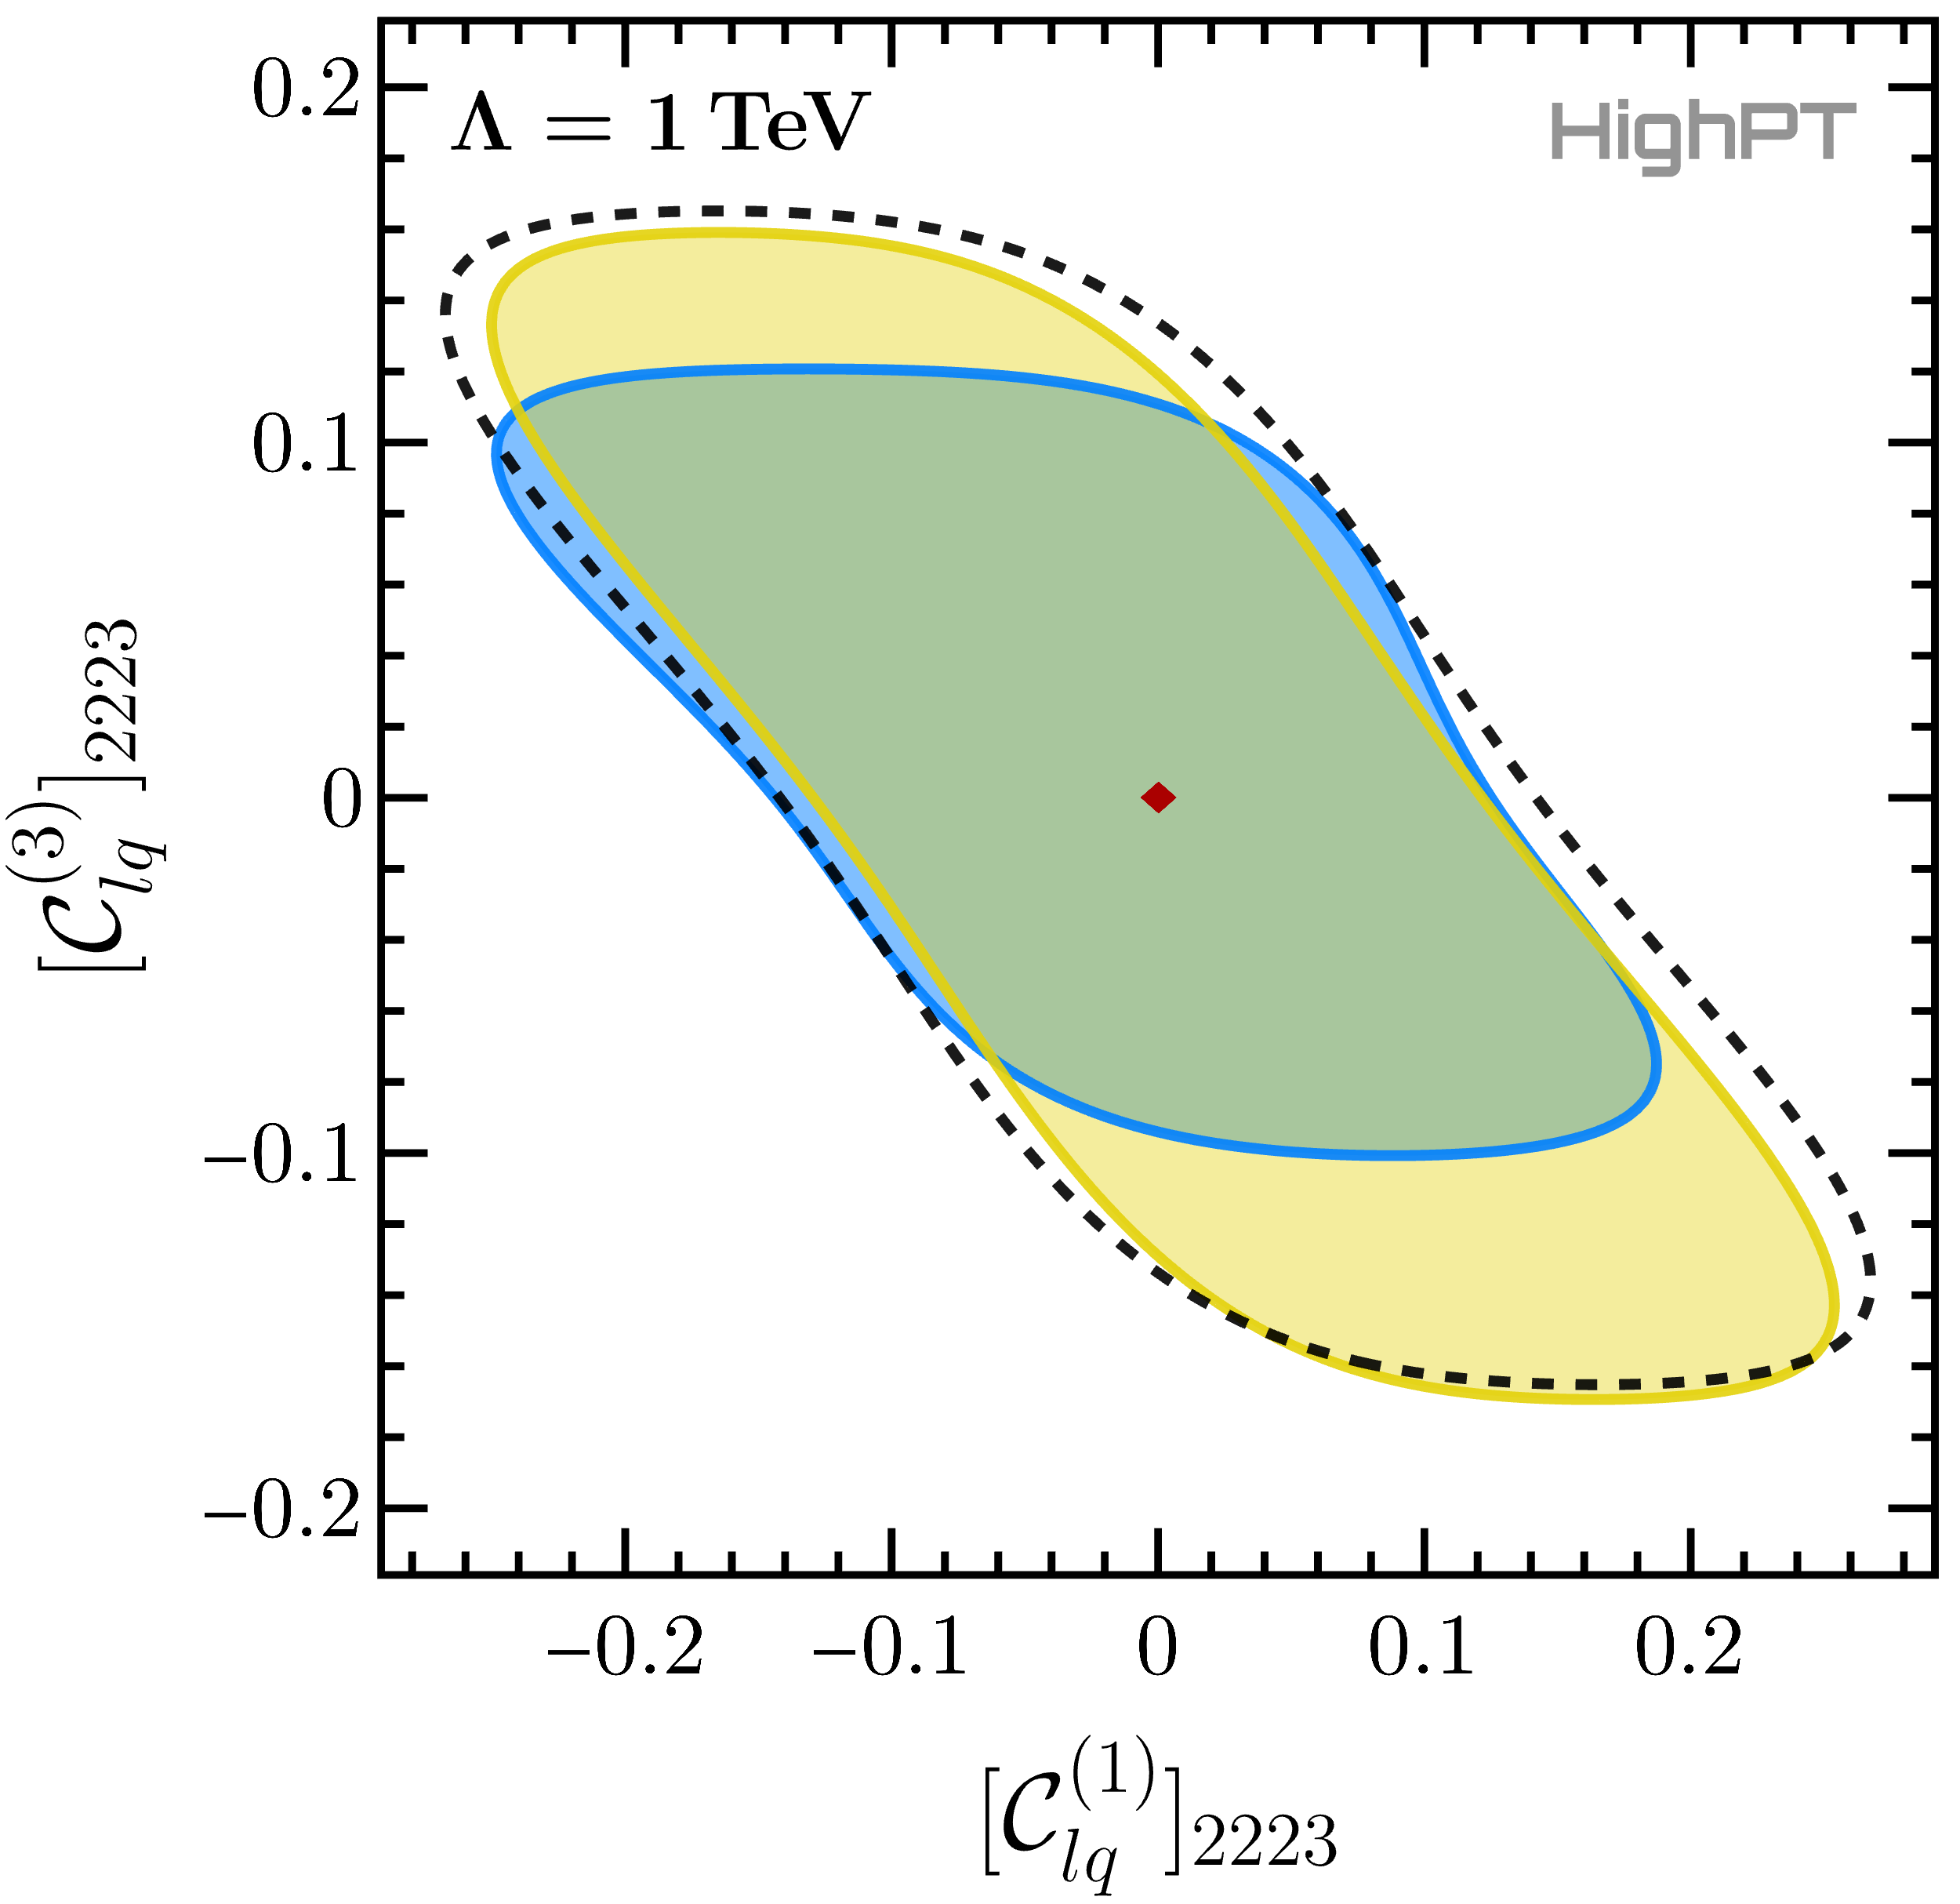 Λ = 1 TeV
HighPT
0.2
0.1
0
−0.1
−0.2
[𝒞_{lq}^{(3)}]_{2223}
−0.2 −0.1 0 0.1 0.2
[𝒞_{lq}^{(1)}]_{2223}